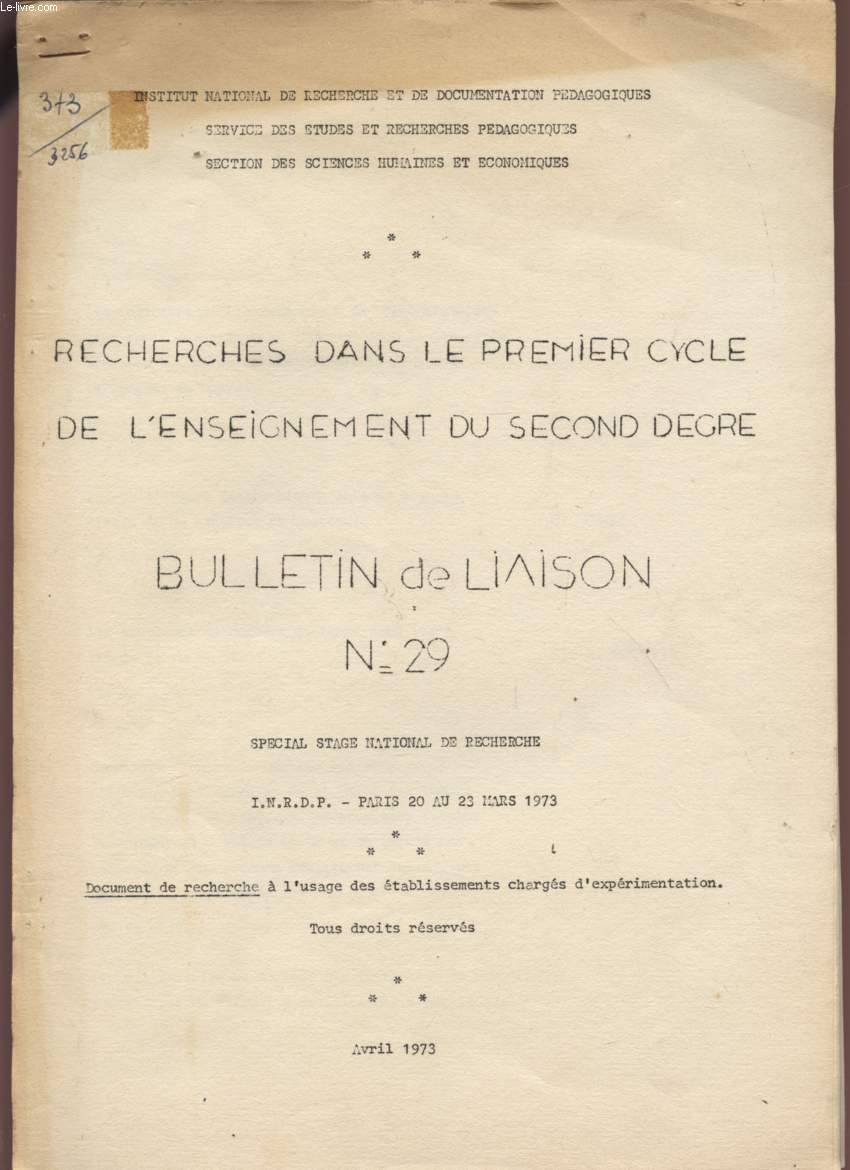 Le-livre.com
373
3256
INSTITUT NATIONAL DE RECHERCHE ET DE DOCUMENTATION PEDAGOGIQUES
SERVICE DES ETUDES ET RECHERCHES PEDAGOGIQUES
SECTION DES SCIENCES HUMAINES ET ECONOMIQUES
*
* *
RECHERCHES DANS LE PREMIER CYCLE
DE L'ENSEIGNEMENT DU SECOND DEGRE
BULLETIN de LIAISON
N° 29
SPECIAL STAGE NATIONAL DE RECHERCHE
I.N.R.D.P. - PARIS 20 AU 23 MARS 1973
*
* *
Document de recherche à l'usage des établissements chargés d'expérimentation.
Tous droits réservés
*
* *
Avril 1973